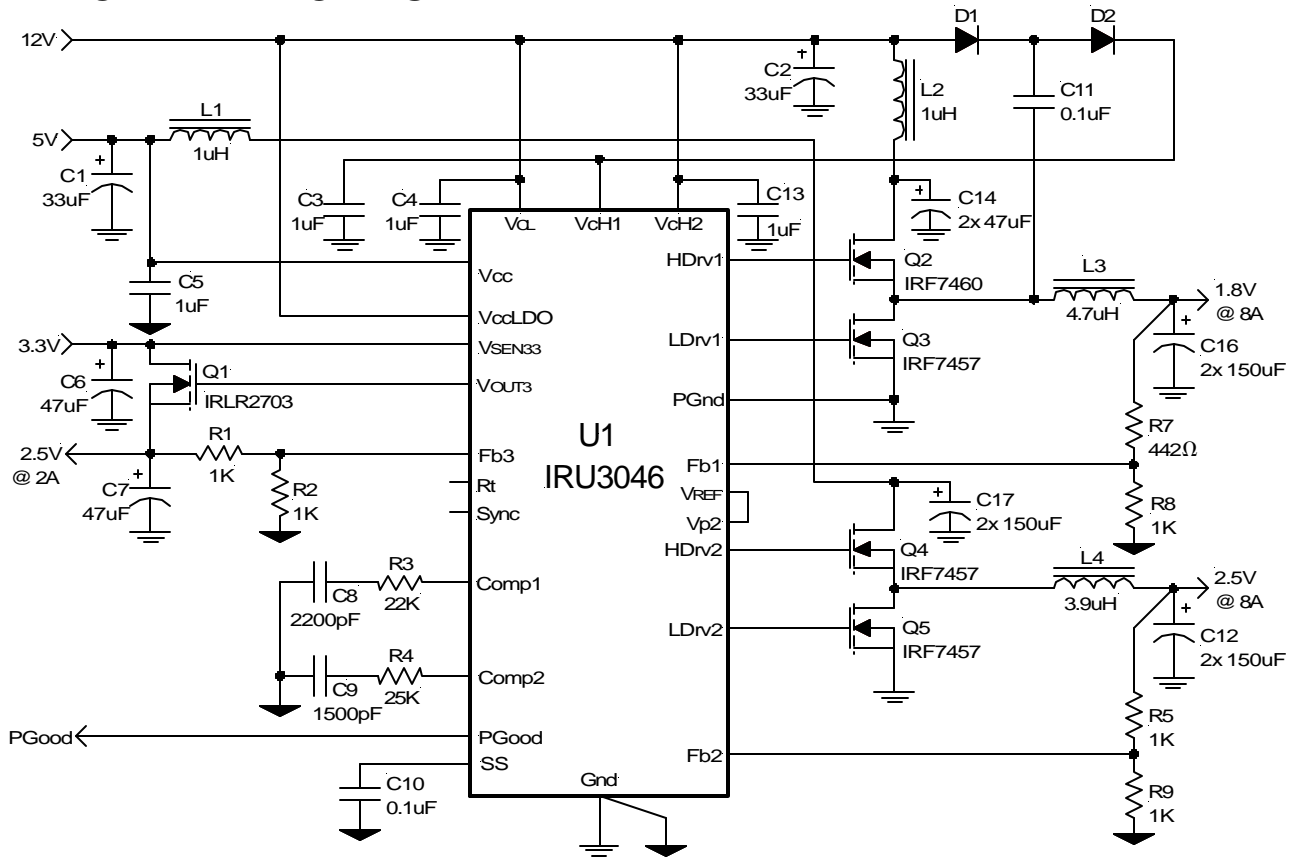 12V
5V
C1
33uF
L1
1uH
C5
1uF
C3
1uF
C4
1uF
C13
1uF
C2
33uF
L2
1uH
D1
D2
C11
0.1uF
C14
2x 47uF
3.3V
C6
47uF
Q1
IRLR2703
2.5V
@ 2A
C7
47uF
R1
1K
R2
1K
R3
22K
C8
2200pF
R4
25K
C9
1500pF
PGood
C10
0.1uF
VCL
VcH1
VcH2
Vcc
VccLDO
VSEN33
VOUT3
Fb3
Rt
Sync
Comp1
Comp2
PGood
SS
Gnd
U1
IRU3046
HDrv1
LDrv1
PGnd
Fb1
VREF
Vp2
HDrv2
LDrv2
Fb2
Q2
IRF7460
Q3
IRF7457
L3
4.7uH
1.8V
@ 8A
C16
2x 150uF
R7
442Ω
R8
1K
C17
2x 150uF
Q4
IRF7457
Q5
IRF7457
L4
3.9uH
2.5V
@ 8A
C12
2x 150uF
R5
1K
R9
1K